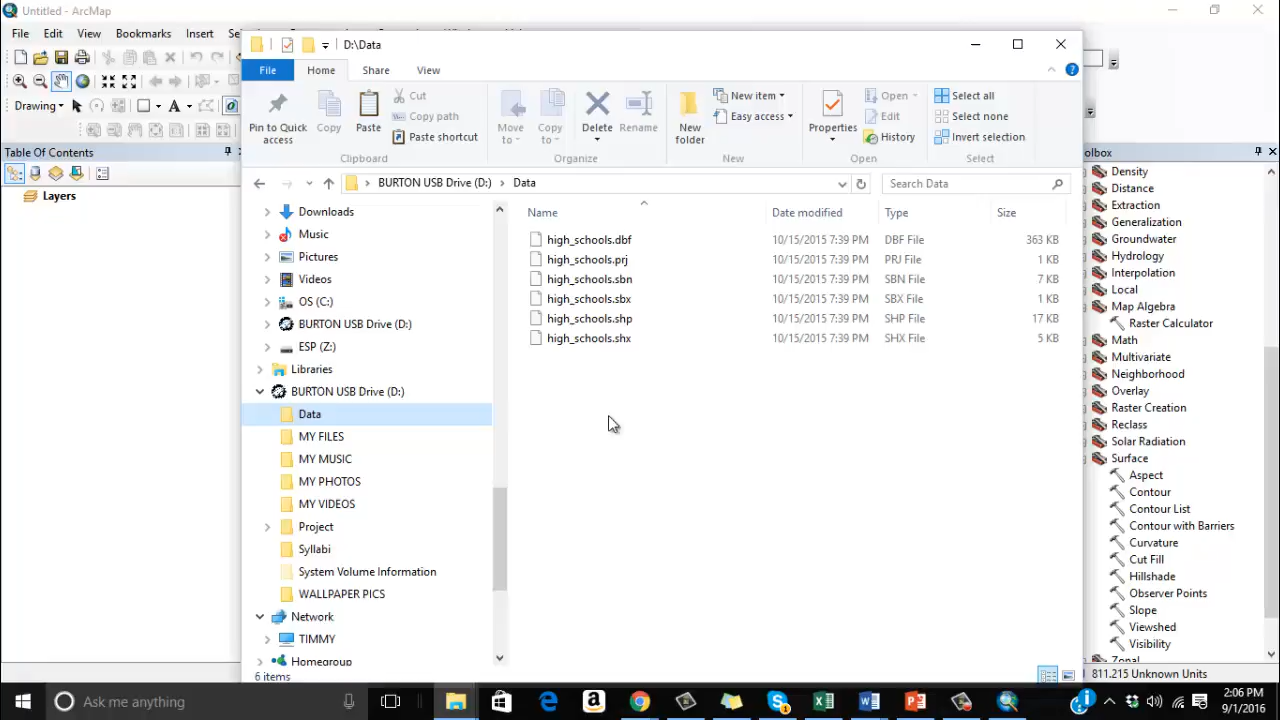 Untitled - ArcMap
File Edit View Bookmarks Insert
D:\Data
File Home Share View
Pin to Quick access
Copy
Paste
Cut
Copy path
Paste shortcut
Clipboard
Move to
Copy to
Delete
Rename
Organize
New folder
New item
Easy access
New
Properties
Open
Edit
History
Open
Select all
Select none
Invert selection
Select
Drawing
BURTON USB Drive (D:) Data
Search Data
Table Of Contents
Layers
Downloads
Music
Pictures
Videos
OS (C:)
BURTON USB Drive (D:)
ESP (Z:)
Libraries
BURTON USB Drive (D:)
Data
MY FILES
MY MUSIC
MY PHOTOS
MY VIDEOS
Project
Syllabi
System Volume Information
WALLPAPER PICS
Network
TIMMY
Homegroup
Name Date modified Type Size
high_schools.dbf 10/15/2015 7:39 PM DBF File 363 KB
high_schools.prj 10/15/2015 7:39 PM PRJ File 1 KB
high_schools.sbn 10/15/2015 7:39 PM SBN File 7 KB
high_schools.sbx 10/15/2015 7:39 PM SBX File 1 KB
high_schools.shp 10/15/2015 7:39 PM SHP File 17 KB
high_schools.shx 10/15/2015 7:39 PM SHX File 5 KB
6 items
olbox
Density
Distance
Extraction
Generalization
Groundwater
Hydrology
Interpolation
Local
Map Algebra
Raster Calculator
Math
Multivariate
Neighborhood
Overlay
Raster Creation
Reclass
Solar Radiation
Surface
Aspect
Contour
Contour List
Contour with Barriers
Curvature
Cut Fill
Hillshade
Observer Points
Slope
Viewshed
Visibility
Zonal
811.215 Unknown Units
Ask me anything
2:06 PM
9/1/2016